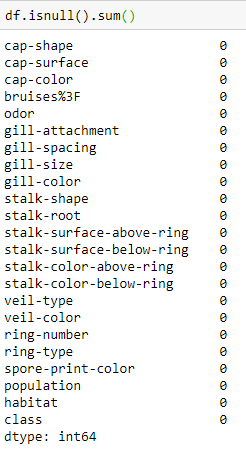 df.isnull().sum()
cap-shape 0
cap-surface 0
cap-color 0
bruises%3F 0
odor 0
gill-attachment 0
gill-spacing 0
gill-size 0
gill-color 0
stalk-shape 0
stalk-root 0
stalk-surface-above-ring 0
stalk-surface-below-ring 0
stalk-color-above-ring 0
stalk-color-below-ring 0
veil-type 0
veil-color 0
ring-number 0
ring-type 0
spore-print-color 0
population 0
habitat 0
class 0
dtype: int64